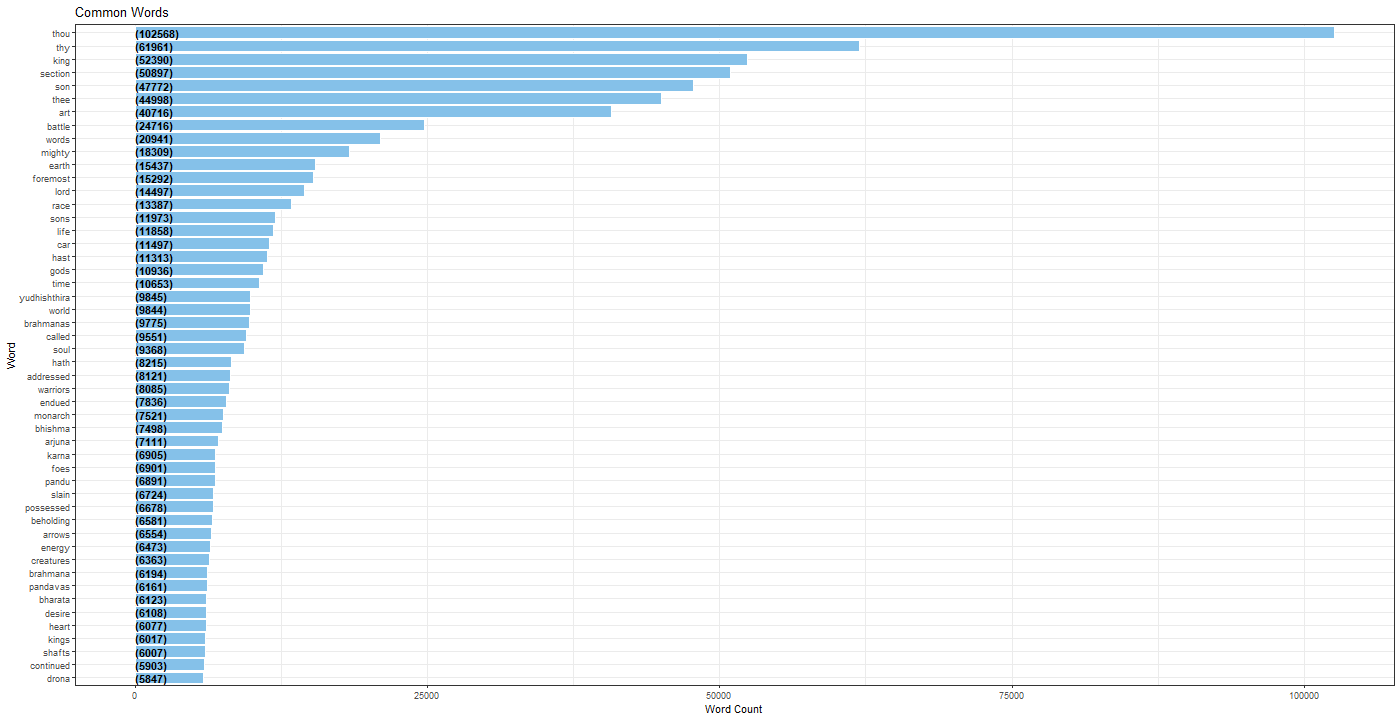 Common Words
thou (102568)
thy (61961)
king (52390)
section (50897)
son (47772)
thee (44998)
art (40716)
battle (24716)
words (20941)
mighty (18309)
earth (15437)
foremost (15292)
lord (14497)
race (13387)
sons (11973)
life (11858)
car (11497)
hast (11313)
gods (10936)
time (10653)
yudhishthira (9845)
world (9844)
brahmanas (9775)
called (9551)
soul (9368)
hath (8215)
addressed (8121)
warriors (8085)
endued (7836)
monarch (7521)
bhishma (7498)
arjuna (7111)
karna (6905)
foes (6901)
pandu (6891)
slain (6724)
possessed (6678)
beholding (6581)
arrows (6554)
energy (6473)
creatures (6363)
brahmana (6194)
pandavas (6161)
bharata (6123)
desire (6108)
heart (6077)
kings (6017)
shafts (6007)
continued (5903)
drona (5847)
Word
0 25000 50000 75000 100000
Word Count